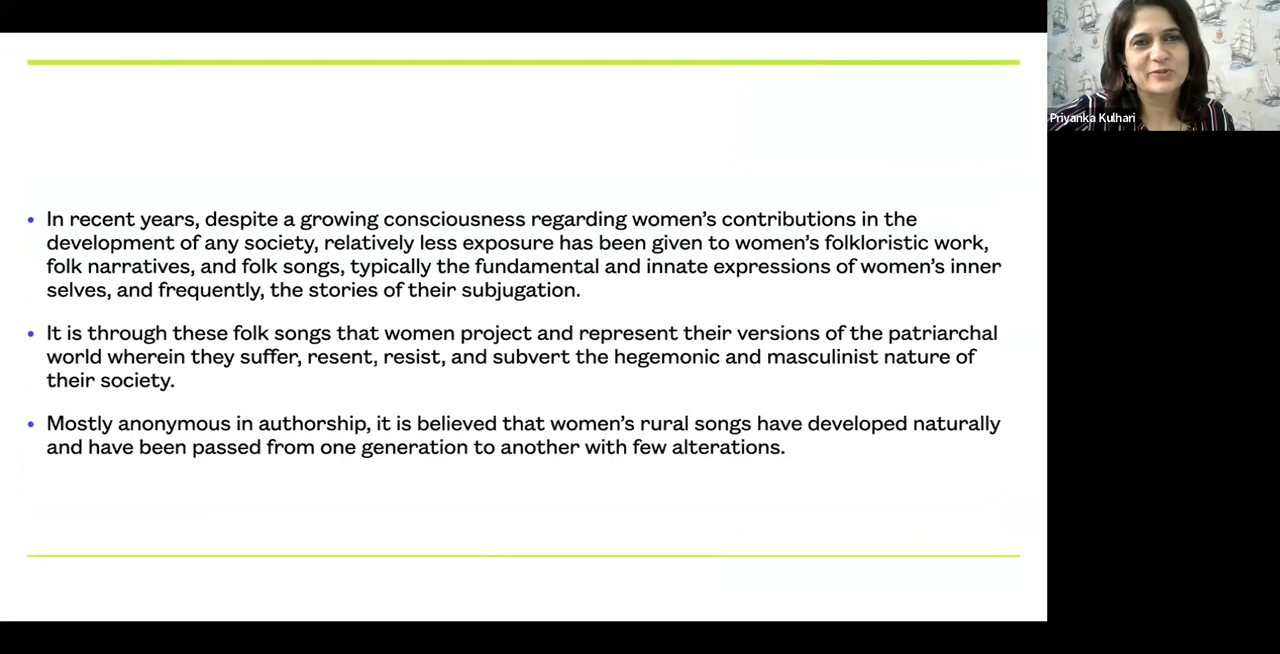 • In recent years, despite a growing consciousness regarding women’s contributions in the
development of any society, relatively less exposure has been given to women’s folkloristic work,
folk narratives, and folk songs, typically the fundamental and innate expressions of women’s inner
selves, and frequently, the stories of their subjugation.
• It is through these folk songs that women project and represent their versions of the patriarchal
world wherein they suffer, resent, resist, and subvert the hegemonic and masculinist nature of
their society.
• Mostly anonymous in authorship, it is believed that women’s rural songs have developed naturally
and have been passed from one generation to another with few alterations.
Priyanka Kulhari